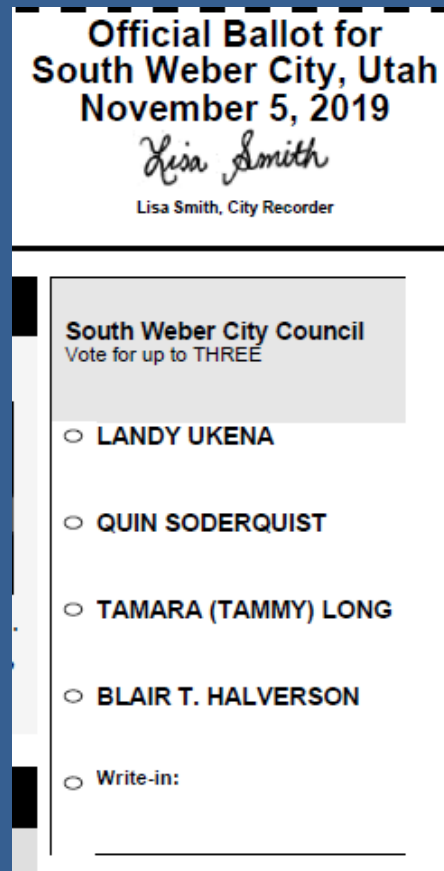 Official Ballot for
South Weber City, Utah
November 5, 2019
Lisa Smith
Lisa Smith, City Recorder
South Weber City Council
Vote for up to THREE
LANDY UKENA
QUIN SODERQUIST
TAMARA (TAMMY) LONG
BLAIR T. HALVERSON
Write-in: